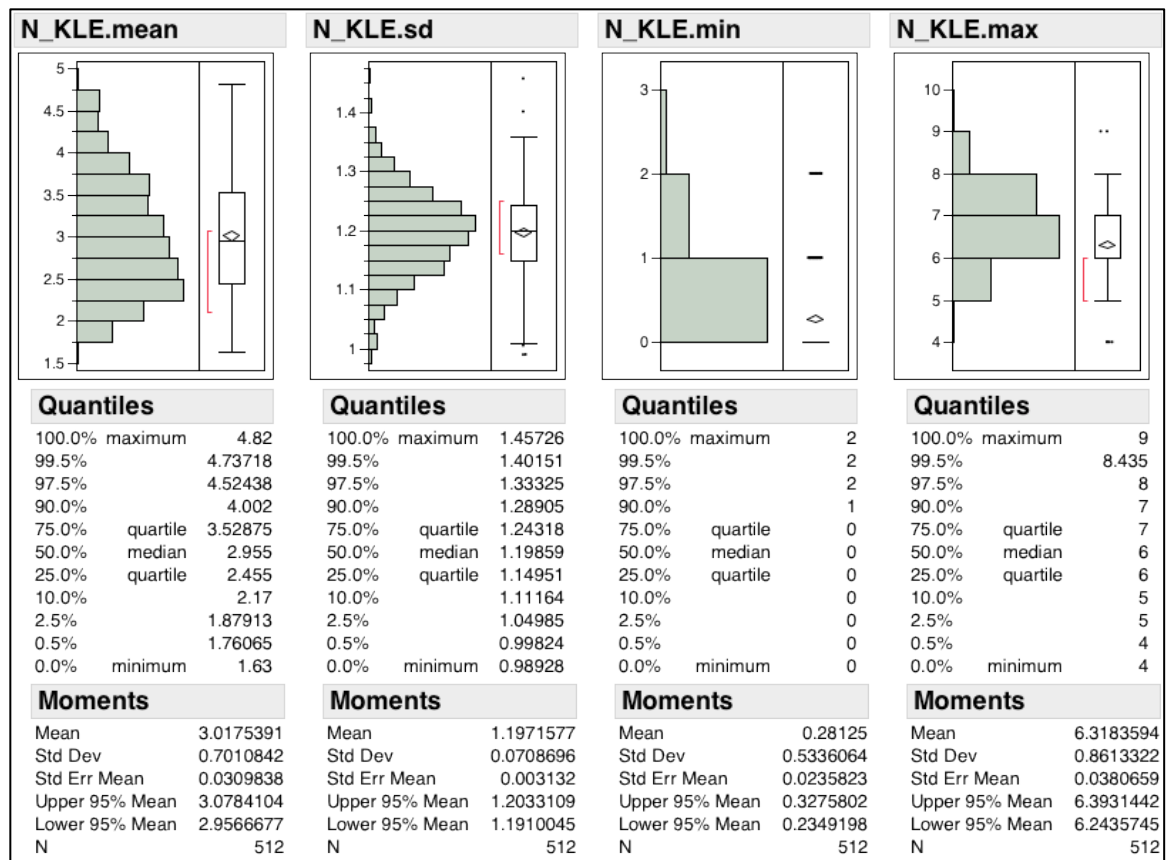 N_KLE.mean
5
4.5
4
3.5
3
2.5
2
1.5
Quantiles
100.0% maximum 4.82
99.5% 4.73718
97.5% 4.52438
90.0% 4.002
75.0% quartile 3.52875
50.0% median 2.955
25.0% quartile 2.455
10.0% 2.17
2.5% 1.87913
0.5% 1.76065
0.0% minimum 1.63
Moments
Mean 3.0175391
Std Dev 0.7010842
Std Err Mean 0.0309838
Upper 95% Mean 3.0784104
Lower 95% Mean 2.9566677
N 512
N_KLE.sd
1.4
1.3
1.2
1.1
1
Quantiles
100.0% maximum 1.45726
99.5% 1.40151
97.5% 1.33325
90.0% 1.28905
75.0% quartile 1.24318
50.0% median 1.19859
25.0% quartile 1.14951
10.0% 1.11164
2.5% 1.04985
0.5% 0.99824
0.0% minimum 0.98928
Moments
Mean 1.1971577
Std Dev 0.0708696
Std Err Mean 0.003132
Upper 95% Mean 1.2033109
Lower 95% Mean 1.1910045
N 512
N_KLE.min
3
2
1
0
Quantiles
100.0% maximum 2
99.5% 2
97.5% 2
90.0% 1
75.0% quartile 0
50.0% median 0
25.0% quartile 0
10.0% 0
2.5% 0
0.5% 0
0.0% minimum 0
Moments
Mean 0.28125
Std Dev 0.5336064
Std Err Mean 0.0235823
Upper 95% Mean 0.3275802
Lower 95% Mean 0.2349198
N 512
N_KLE.max
10
9
8
7
6
5
4
Quantiles
100.0% maximum 9
99.5% 8.435
97.5% 8
90.0% 7
75.0% quartile 7
50.0% median 6
25.0% quartile 6
10.0% 5
2.5% 5
0.5% 4
0.0% minimum 4
Moments
Mean 6.3183594
Std Dev 0.8613322
Std Err Mean 0.0380659
Upper 95% Mean 6.3931442
Lower 95% Mean 6.2435745
N 512